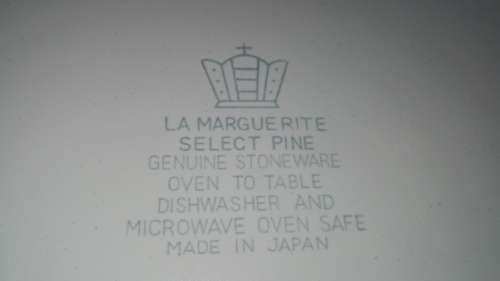 LA MARGUERITE
SELECT PINE
GENUINE STONEWARE
OVEN TO TABLE
DISHWASHER AND
MICROWAVE OVEN SAFE
MADE IN JAPAN